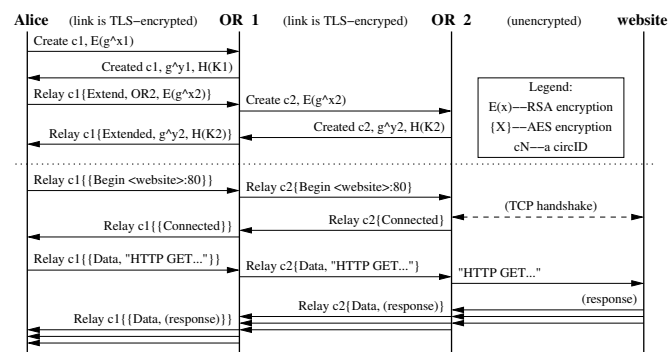 Alice (link is TLS-encrypted) OR 1 (link is TLS-encrypted) OR 2 (unencrypted) website
Create c1, E(g^x1)
Created c1, g^y1, H(K1)
Relay c1{Extend, OR2, E(g^x2)}
Create c2, E(g^x2)
Created c2, g^y2, H(K2)
Relay c1{Extended, g^y2, H(K2)}
Legend:
E(x)−−RSA encryption
{X}−−AES encryption
cN−−a circID
Relay c1{{Begin <website>:80}}
Relay c2{Begin <website>:80}
(TCP handshake)
Relay c2{Connected}
Relay c1{{Connected}}
Relay c1{{Data, "HTTP GET..."}}
Relay c2{Data, "HTTP GET..."}
"HTTP GET..."
(response)
Relay c2{Data, (response)}
Relay c1{{Data, (response)}}